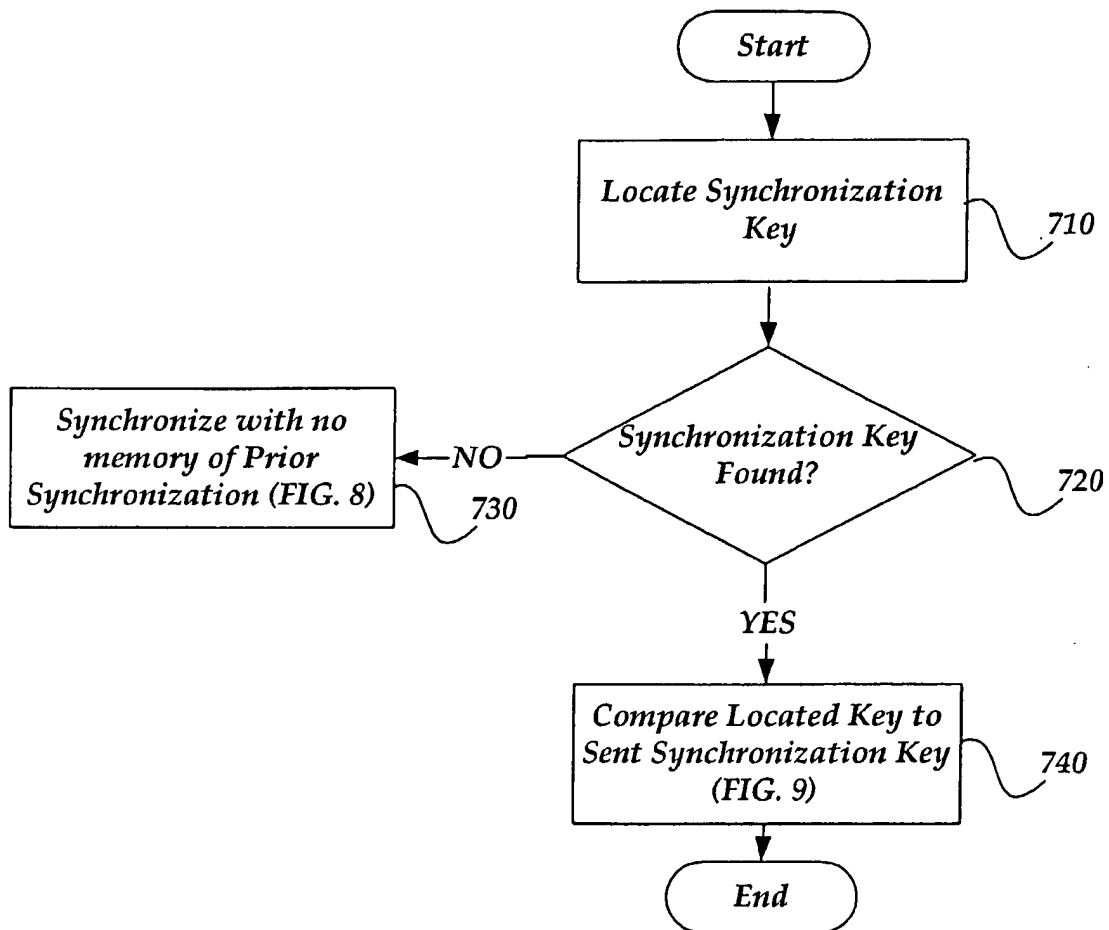 Start
Locate Synchronization
Key
710
Synchronization Key
Found?
720
NO
Synchronize with no
memory of Prior
Synchronization (FIG. 8)
730
YES
Compare Located Key to
Sent Synchronization Key
(FIG. 9)
740
End